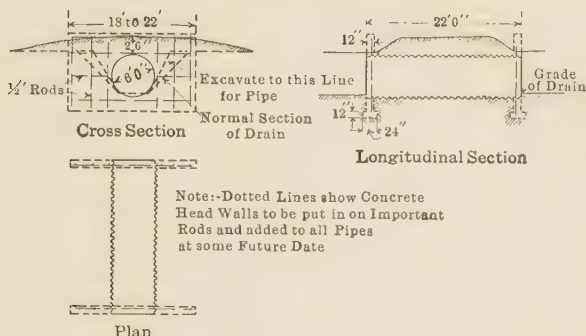 18' to 22'
2'0"
6'0"
½" Rods
Excavate to this Line
for Pipe
Normal Section
of Drain
Cross Section
22'0"
12"
Grade
of Drain
12"
24"
Longitudinal Section
Note:-Dotted Lines show Concrete
Head Walls to be put in on Important
Rods and added to all Pipes
at some Future Date
Plan